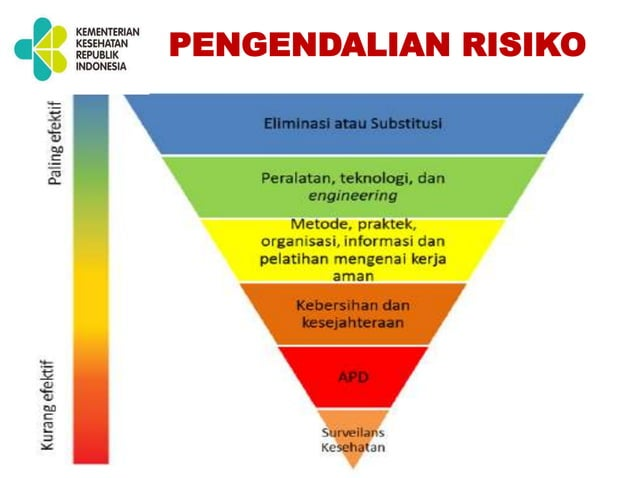 KEMENTERIAN
KESEHATAN
REPUBLIK
INDONESIA
PENGENDALIAN RISIKO
Paling efektif
Kurang efektif
Eliminasi atau Substitusi
Peralatan, teknologi, dan
engineering
Metode, praktek,
organisasi, informasi dan
pelatihan mengenai kerja
aman
Kebersihan dan
kesejahteraan
APD
Surveilans
Kesehatan